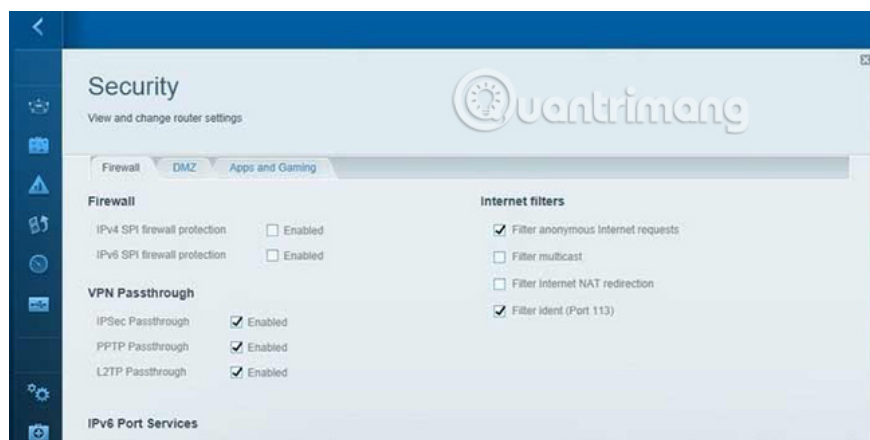 Security
View and change router settings
Quantrimang
Firewall DMZ Apps and Gaming
Firewall
IPv4 SPI firewall protection Enabled
IPv6 SPI firewall protection Enabled
VPN Passthrough
IPSec Passthrough Enabled
PPTP Passthrough Enabled
L2TP Passthrough Enabled
IPv6 Port Services
Internet filters
Filter anonymous Internet requests
Filter multicast
Filter Internet NAT redirection
Filter ident (Port 113)